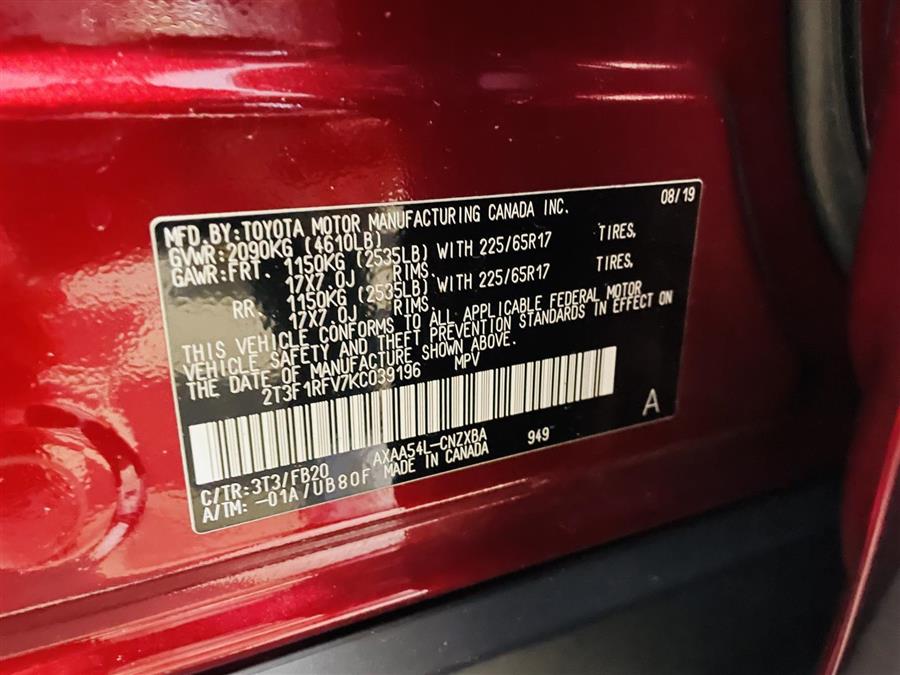 MFD.BY:TOYOTA MOTOR MANUFACTURING CANADA INC. 08/19
GVWR:2090KG (4610LB)
GAWR:FRT. 1150KG (2535LB) WITH 225/65R17 TIRES,
17X7.0J RIMS.
RR. 1150KG (2535LB) WITH 225/65R17 TIRES,
17X7.0J RIMS.
THIS VEHICLE CONFORMS TO ALL APPLICABLE FEDERAL MOTOR
VEHICLE SAFETY AND THEFT PREVENTION STANDARDS IN EFFECT ON
THE DATE OF MANUFACTURE SHOWN ABOVE.
2T3F1RFV7KC039196 MPV
A
C/TR:3T3/FB20 AXAA54L-CNZXBA 949
A/TM:-01A/UB80F MADE IN CANADA